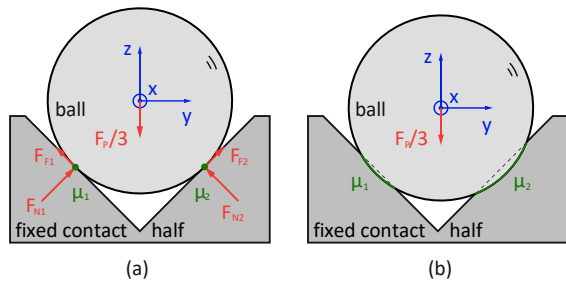 z
x
y
ball
F_P/3
F_F1
F_F2
F_N1
μ_1
μ_2
F_N2
fixed contact half
(a)
z
x
y
ball
F_P/3
μ_1
μ_2
fixed contact half
(b)